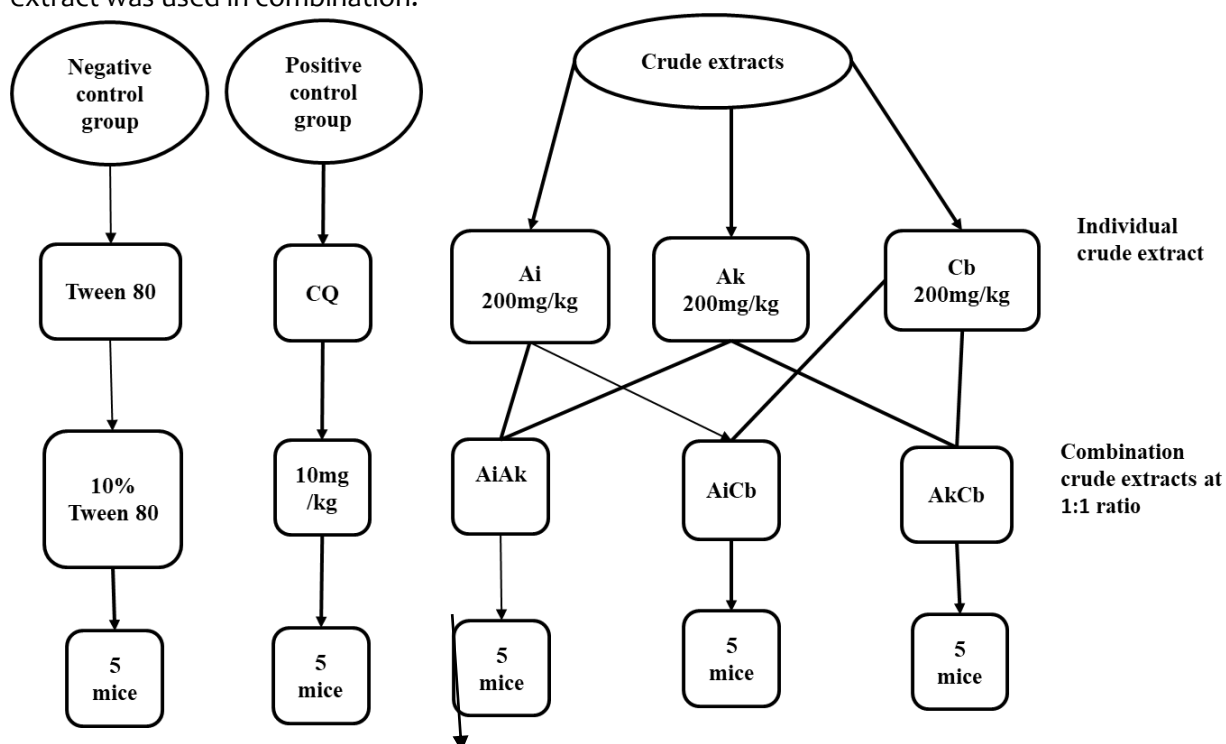 extract was used in combination.
Negative
control
group
Positive
control
group
Crude extracts
Tween 80
CQ
Ai
200mg/kg
Ak
200mg/kg
Cb
200mg/kg
Individual
crude extract
10%
Tween 80
10mg
/kg
AiAk
AiCb
AkCb
Combination
crude extracts at
1:1 ratio
5
mice
5
mice
5
mice
5
mice
5
mice